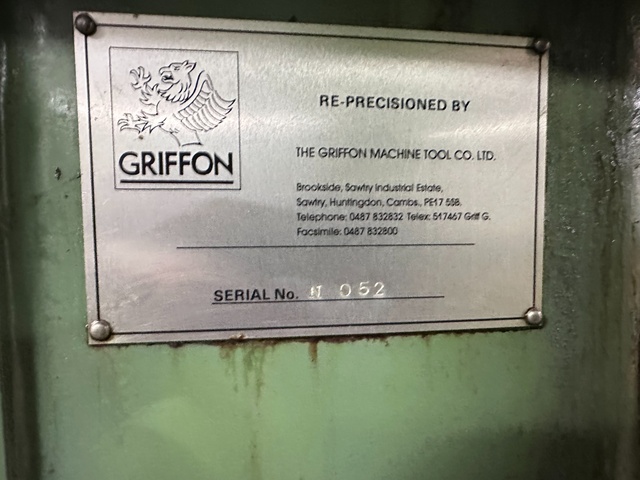 GRIFFON
RE-PRECISIONED BY
THE GRIFFON MACHINE TOOL CO. LTD.
Brookside, Sawtry Industrial Estate,
Sawtry, Huntingdon, Cambs., PE17 5SB.
Telephone: 0487 832832 Telex: 517467 Griff G.
Facsimile: 0487 832800
SERIAL No. 052